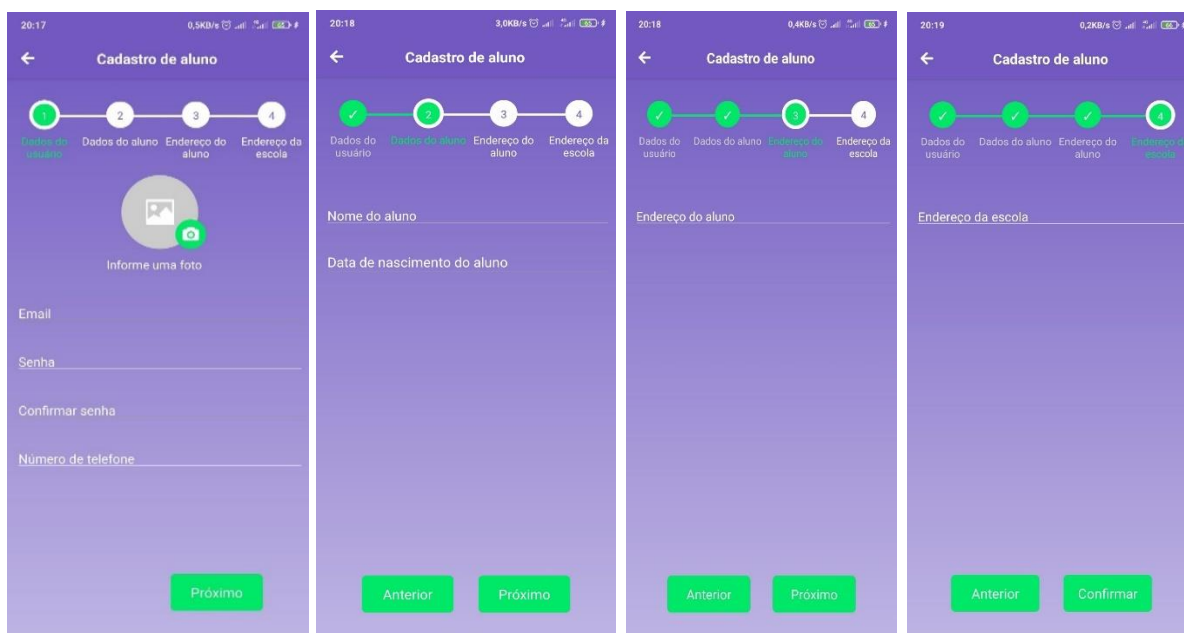 20:17 0,5KB/s
Cadastro de aluno
1 2 3 4
Dados do usuário
Dados do aluno
Endereço do aluno
Endereço da escola
Informe uma foto
Email
Senha
Confirmar senha
Número de telefone
Próximo
20:18 3,0KB/s
Cadastro de aluno
2 3 4
Dados do usuário
Dados do aluno
Endereço do aluno
Endereço da escola
Nome do aluno
Data de nascimento do aluno
Anterior Próximo
20:18 0,4KB/s
Cadastro de aluno
3 4
Dados do usuário
Dados do aluno
Endereço do aluno
Endereço da escola
Endereço do aluno
Anterior Próximo
20:19 0,2KB/s
Cadastro de aluno
4
Dados do usuário
Dados do aluno
Endereço do aluno
Endereço da escola
Anterior Confirmar